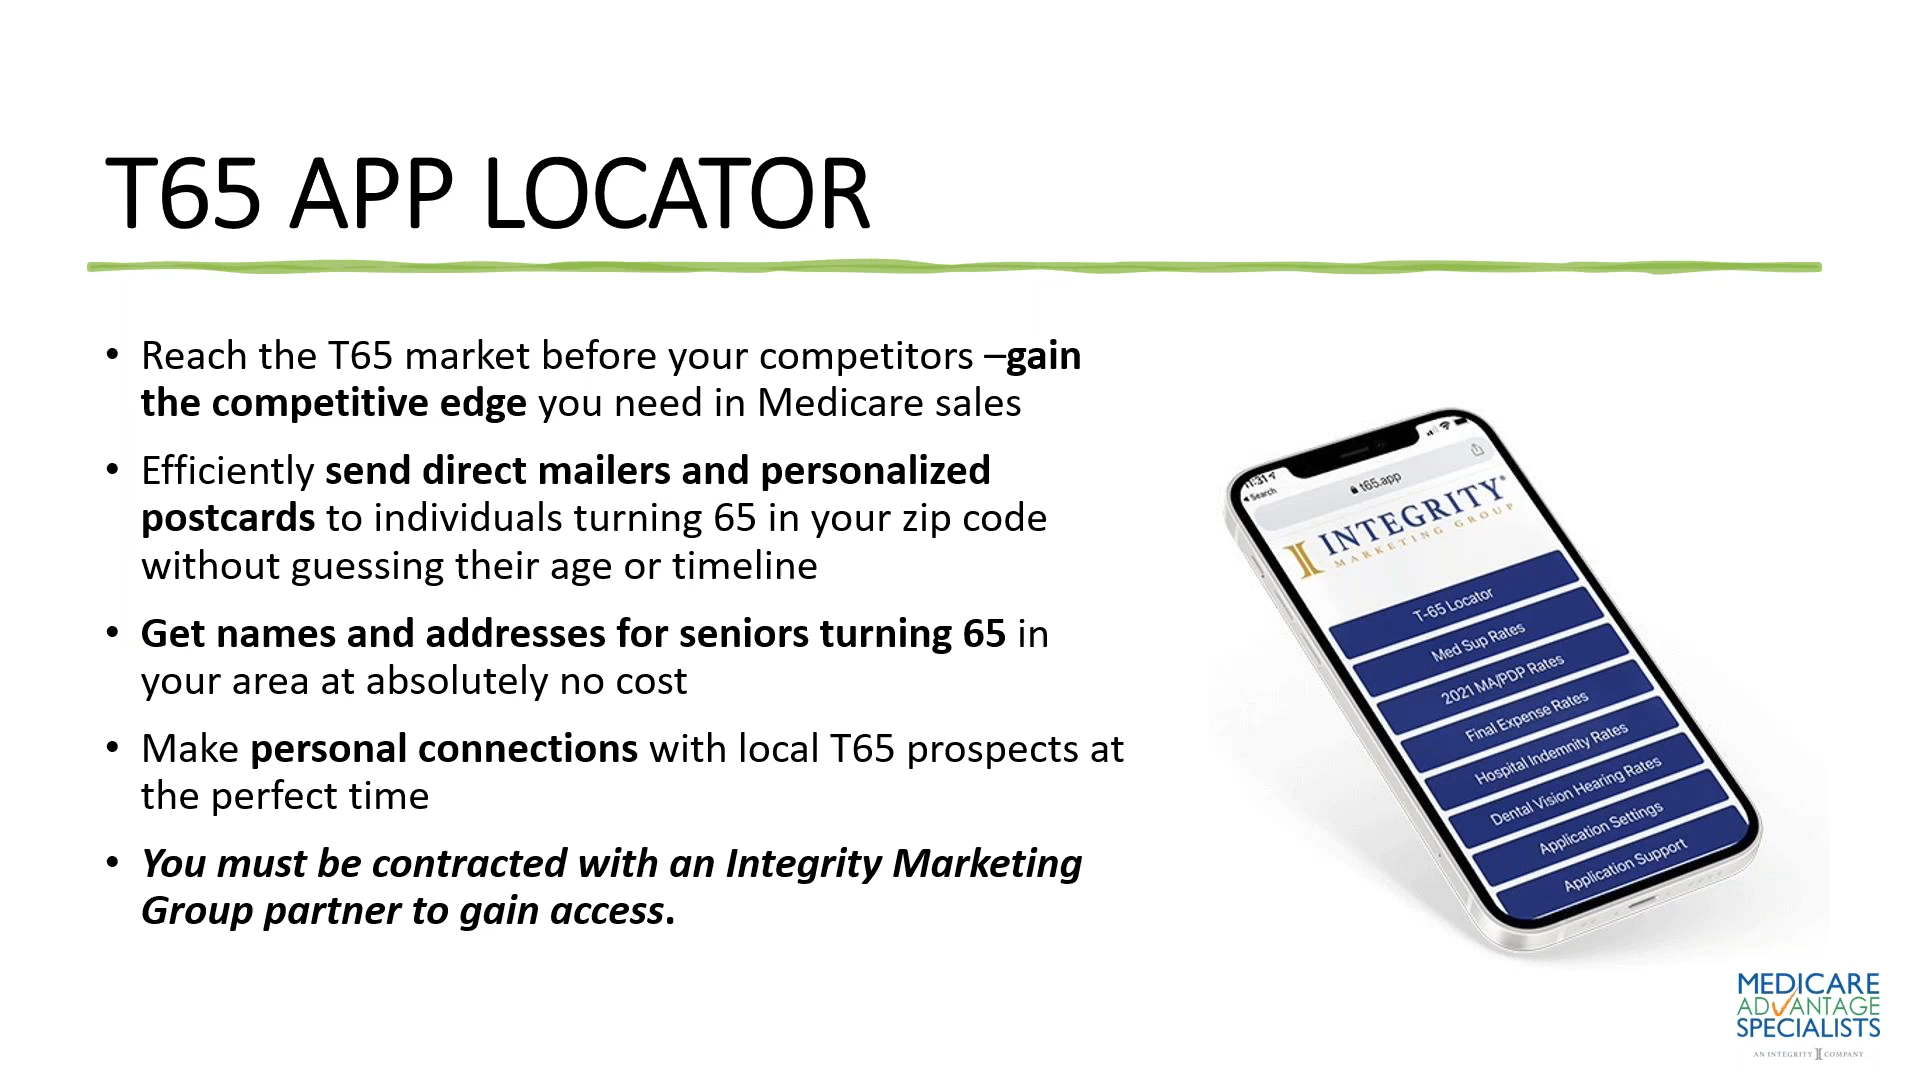 T65 APP LOCATOR
• Reach the T65 market before your competitors –gain
the competitive edge you need in Medicare sales
• Efficiently send direct mailers and personalized
postcards to individuals turning 65 in your zip code
without guessing their age or timeline
• Get names and addresses for seniors turning 65 in
your area at absolutely no cost
• Make personal connections with local T65 prospects at
the perfect time
• You must be contracted with an Integrity Marketing
Group partner to gain access.
11:31
Search
t65.app
INTEGRITY
MARKETING GROUP
T-65 Locator
Med Sup Rates
2021 MA/PDP Rates
Final Expense Rates
Hospital Indemnity Rates
Dental Vision Hearing Rates
Application Settings
Application Support
MEDICARE
ADVANTAGE
SPECIALISTS
AN INTEGRITY COMPANY